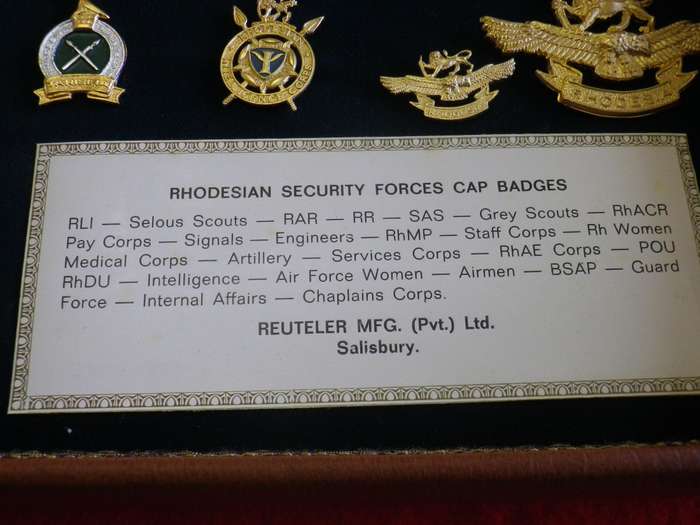 RHODESIA
RHODESIAN SECURITY FORCES CAP BADGES
RLI — Selous Scouts — RAR — RR — SAS — Grey Scouts — RhACR
Pay Corps — Signals — Engineers — RhMP — Staff Corps — Rh Women
Medical Corps — Artillery — Services Corps — RhAE Corps — POU
RhDU — Intelligence — Air Force Women — Airmen — BSAP — Guard
Force — Internal Affairs — Chaplains Corps.
REUTELER MFG. (Pvt.) Ltd.
Salisbury.